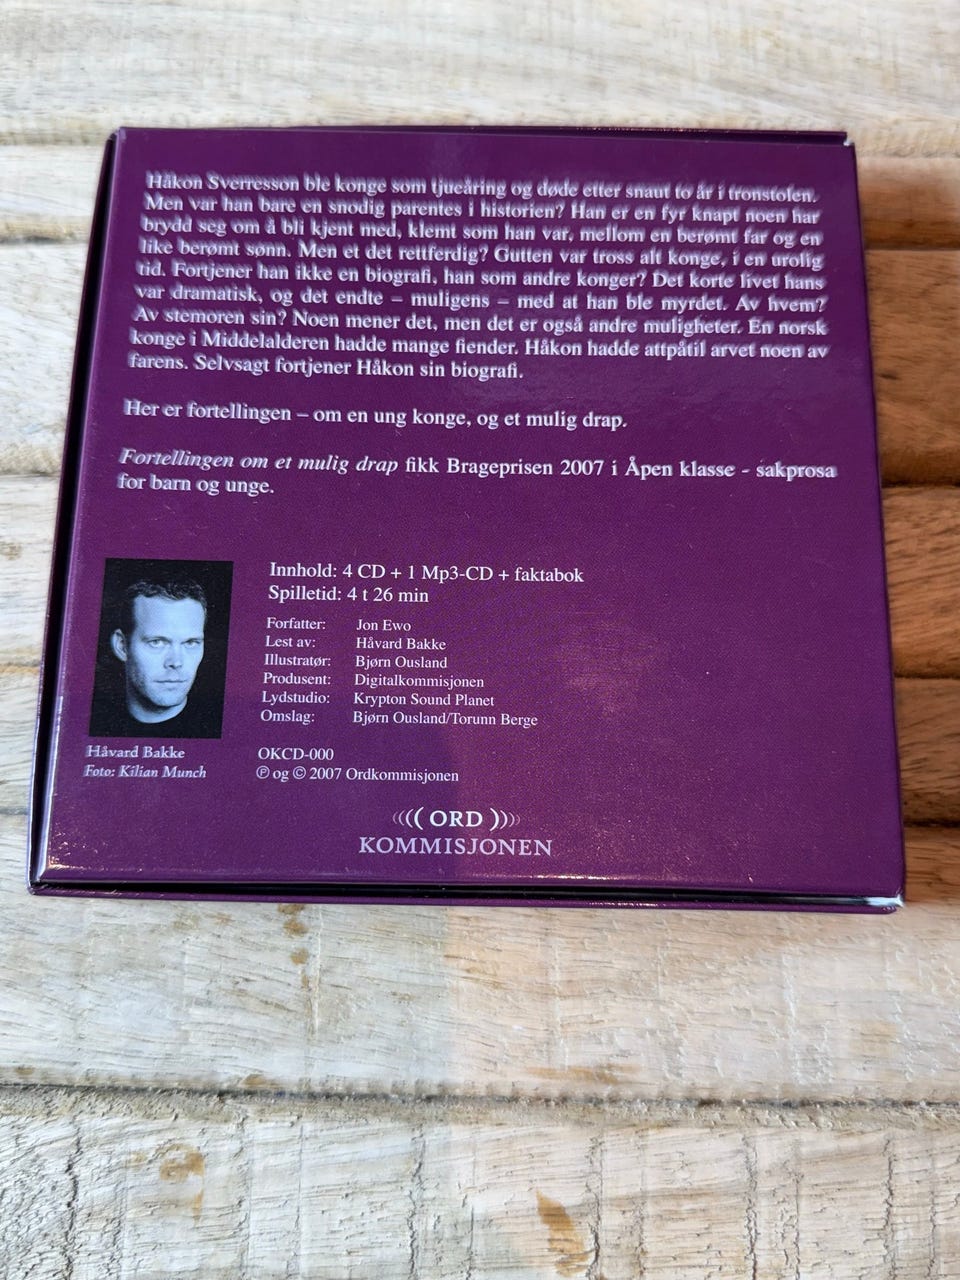 Håkon Sverresson ble konge som tjueåring og døde etter snaut to år i tronstolen.
Men var han bare en snodig parentes i historien? Han er en fyr knapt noen har
brydd seg om å bli kjent med, klemt som han var, mellom en berømt far og en
like berømt sønn. Men et det rettferdig? Gutten var tross alt konge, i en urolig
tid. Fortjener han ikke en biografi, han som andre konger? Det korte livet hans
var dramatisk, og det endte – muligens – med at han ble myrdet. Av hvem?
Av stemoren sin? Noen mener det, men det er også andre muligheter. En norsk
konge i Middelalderen hadde mange fiender. Håkon hadde attpåtil arvet noen av
farens. Selvsagt fortjener Håkon sin biografi.
Her er fortellingen – om en ung konge, og et mulig drap.
Fortellingen om et mulig drap fikk Brageprisen 2007 i Åpen klasse - sakprosa
for barn og unge.
Innhold: 4 CD + 1 Mp3-CD + faktabok
Spilletid: 4 t 26 min
Forfatter: Jon Ewo
Lest av: Håvard Bakke
Illustratør: Bjørn Ousland
Produsent: Digitalkommisjonen
Lydstudio: Krypton Sound Planet
Omslag: Bjørn Ousland/Torunn Berge
Håvard Bakke
Foto: Kilian Munch
OKCD-000
℗ og © 2007 Ordkommisjonen
((((ORD))))
KOMMISJONEN